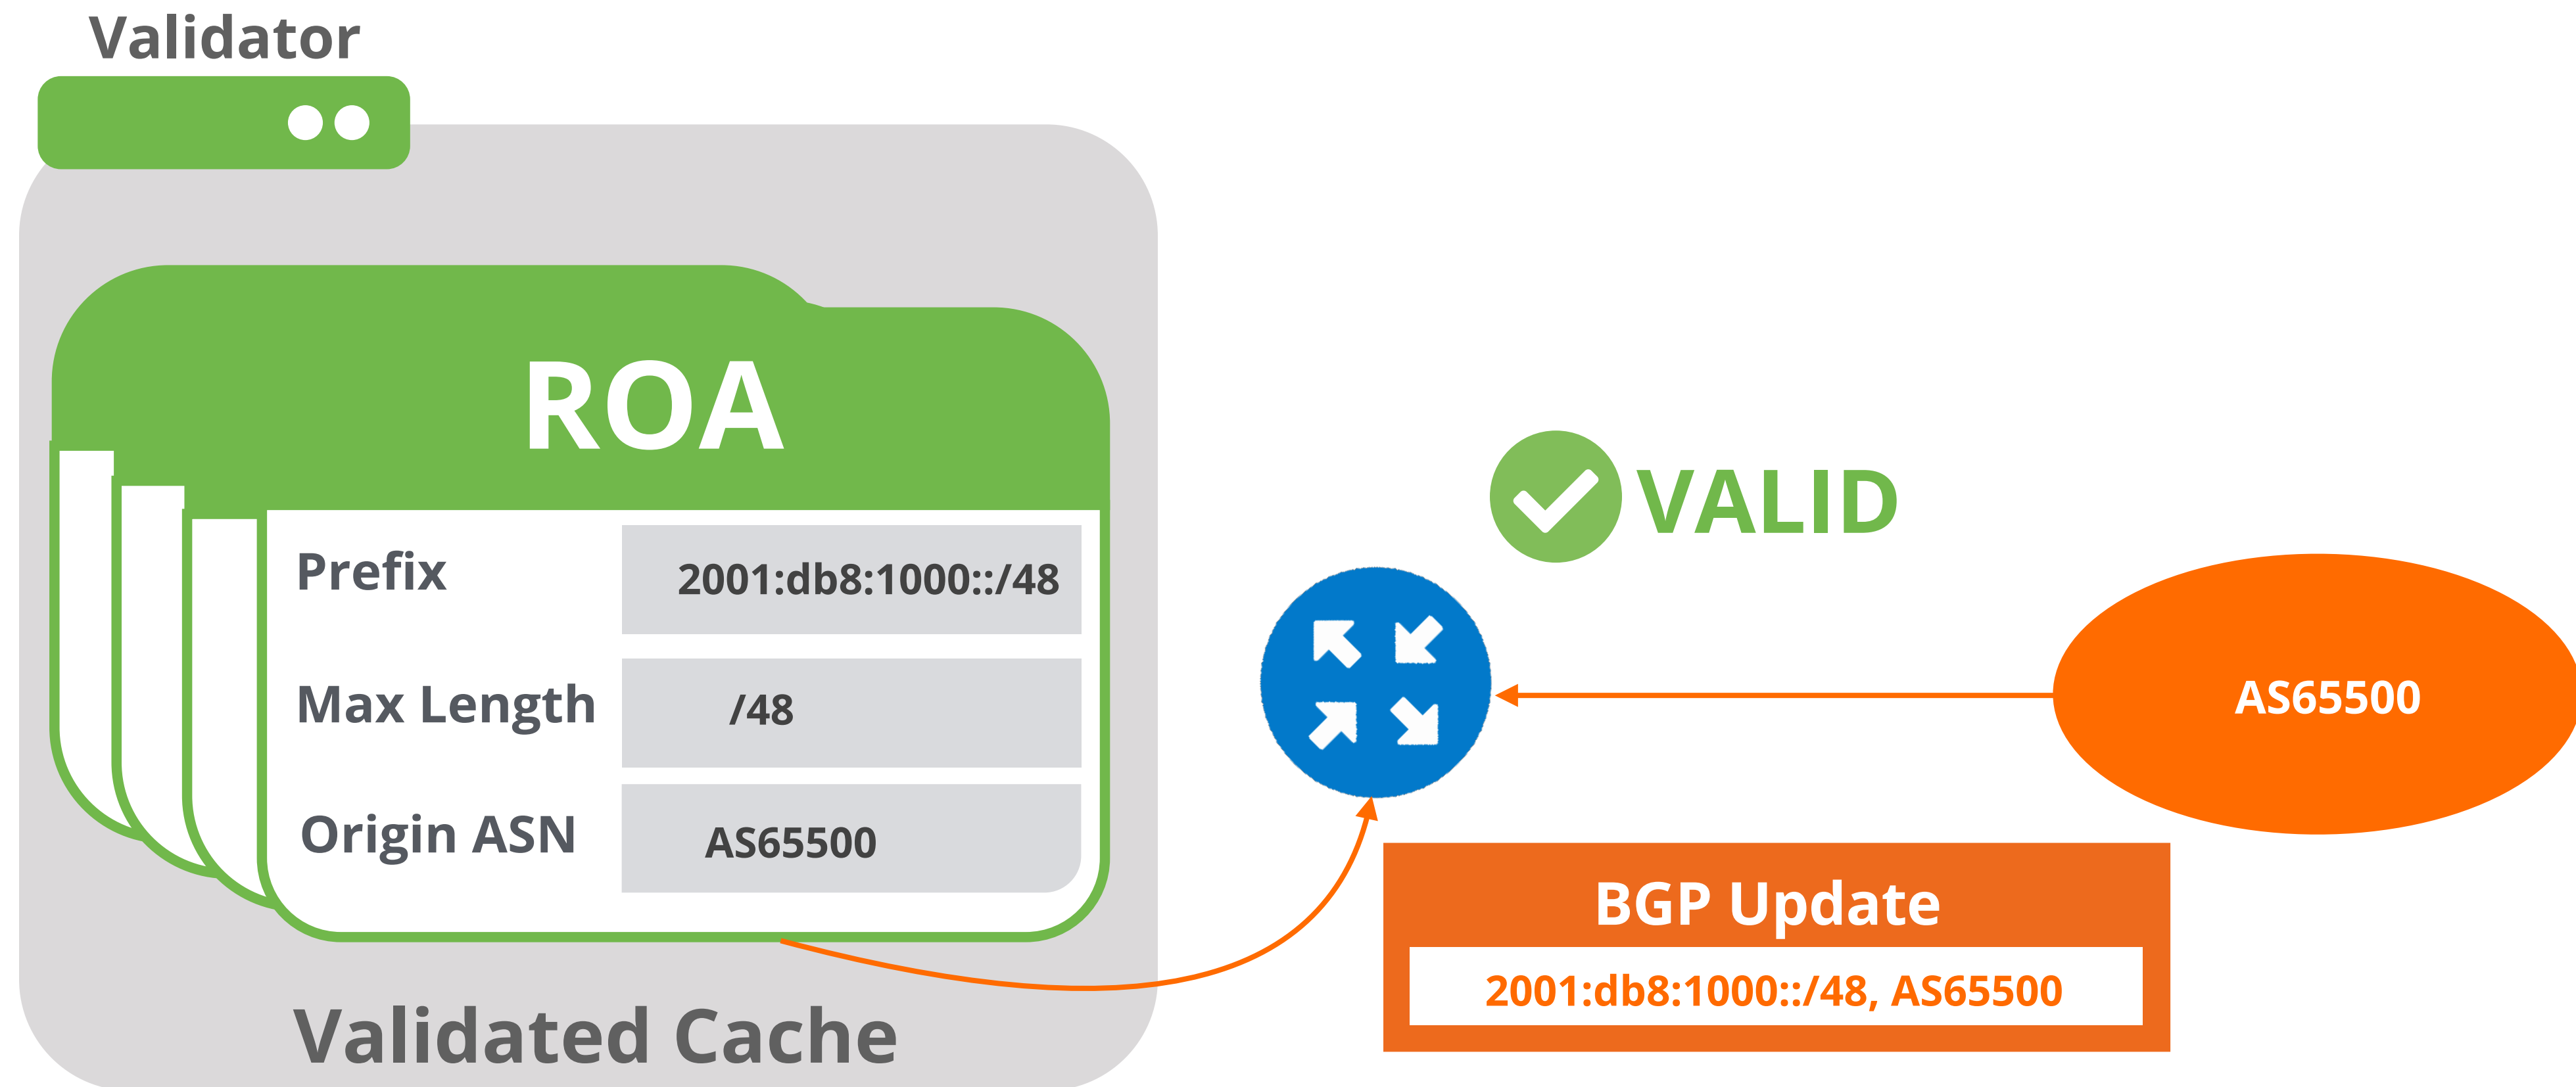 Validator
ROA
Prefix 2001:db8:1000::/48
Max Length /48
Origin ASN AS65500
Validated Cache
VALID
AS65500
BGP Update
2001:db8:1000::/48, AS65500